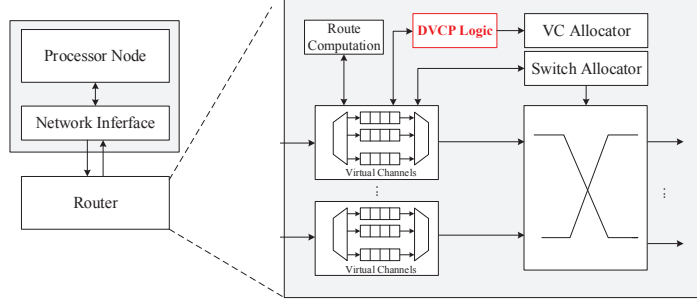 Processor Node
Network Inferface
Router
Route
Computation
DVCP Logic
VC Allocator
Switch Allocator
Virtual Channels
Virtual Channels